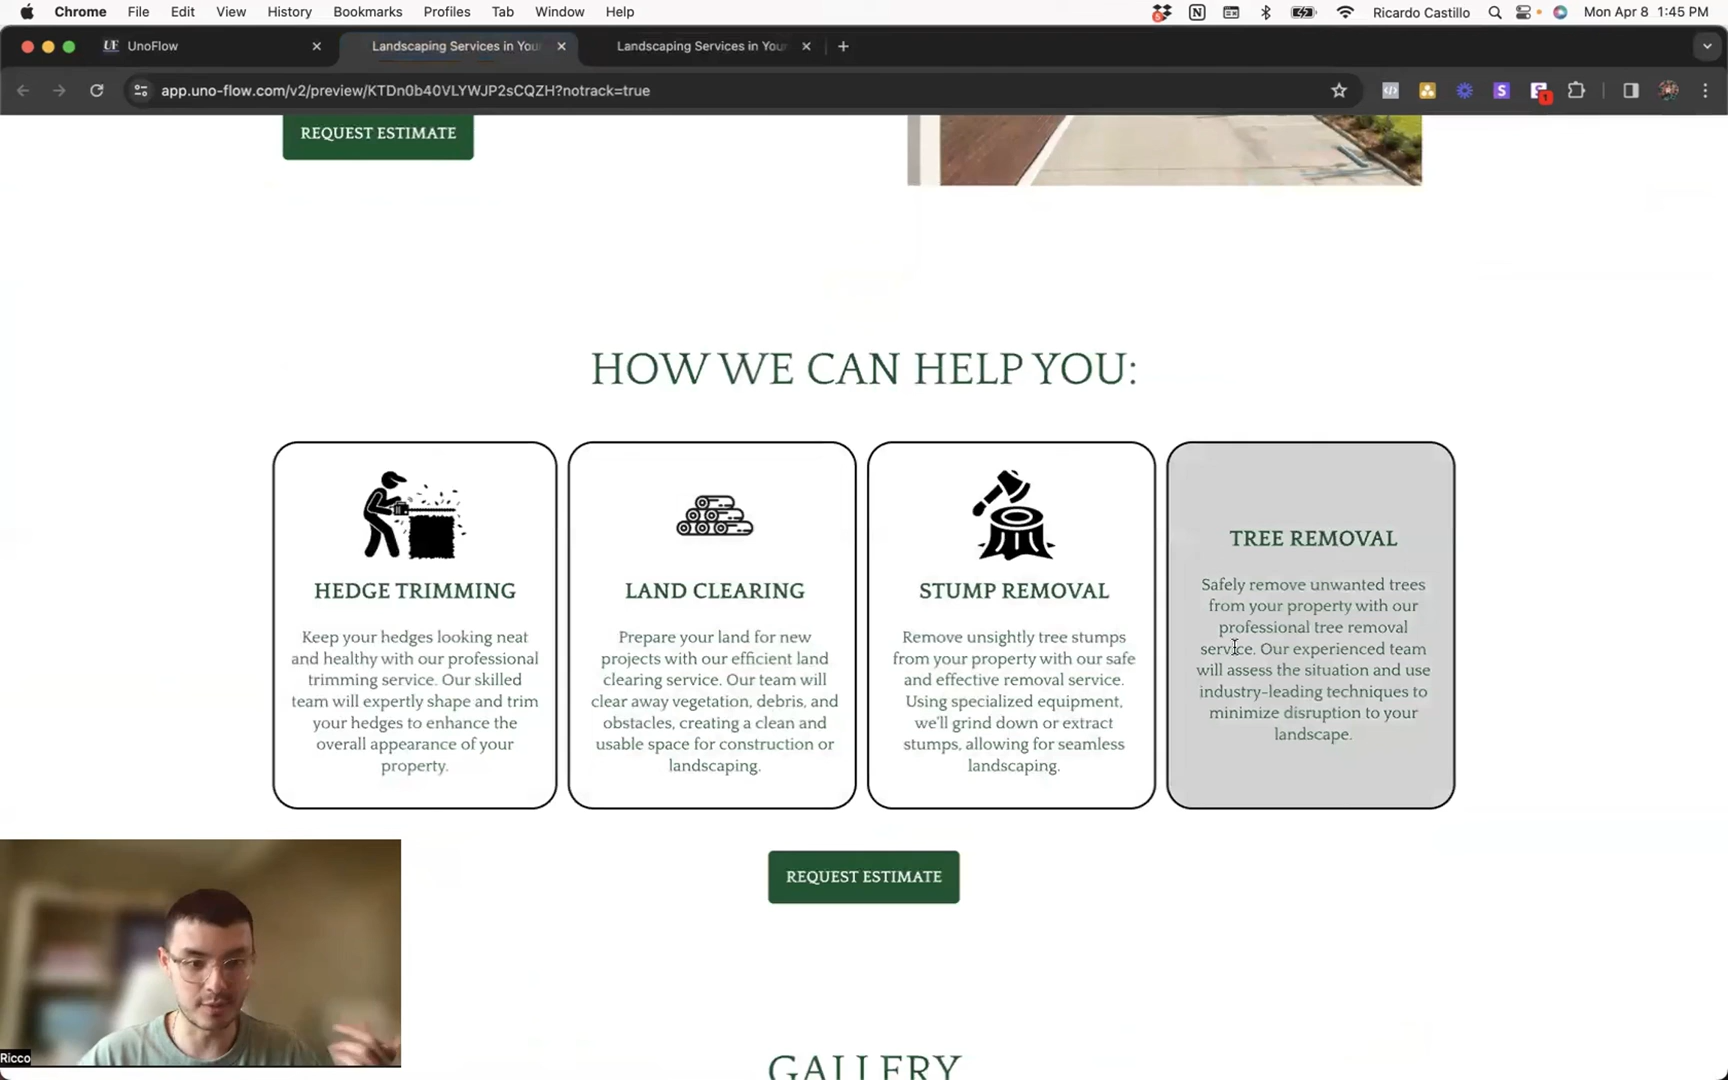 Chrome File Edit View History Bookmarks Profiles Tab Window Help
5
Ricardo Castillo
Mon Apr 8 1:45 PM
UF UnoFlow
Landscaping Services in You
Landscaping Services in Your
app.uno-flow.com/v2/preview/KTDn0b40VLYWJP2sCQZH?notrack=true
S
1
REQUEST ESTIMATE
HOW WE CAN HELP YOU:
HEDGE TRIMMING
Keep your hedges looking neat
and healthy with our professional
trimming service. Our skilled
team will expertly shape and trim
your hedges to enhance the
overall appearance of your
property.
LAND CLEARING
Prepare your land for new
projects with our efficient land
clearing service. Our team will
clear away vegetation, debris, and
obstacles, creating a clean and
usable space for construction or
landscaping.
STUMP REMOVAL
Remove unsightly tree stumps
from your property with our safe
and effective removal service.
Using specialized equipment,
we'll grind down or extract
stumps, allowing for seamless
landscaping.
TREE REMOVAL
Safely remove unwanted trees
from your property with our
professional tree removal
service. Our experienced team
will assess the situation and use
industry-leading techniques to
minimize disruption to your
landscape.
REQUEST ESTIMATE
GALLERY
Ricco